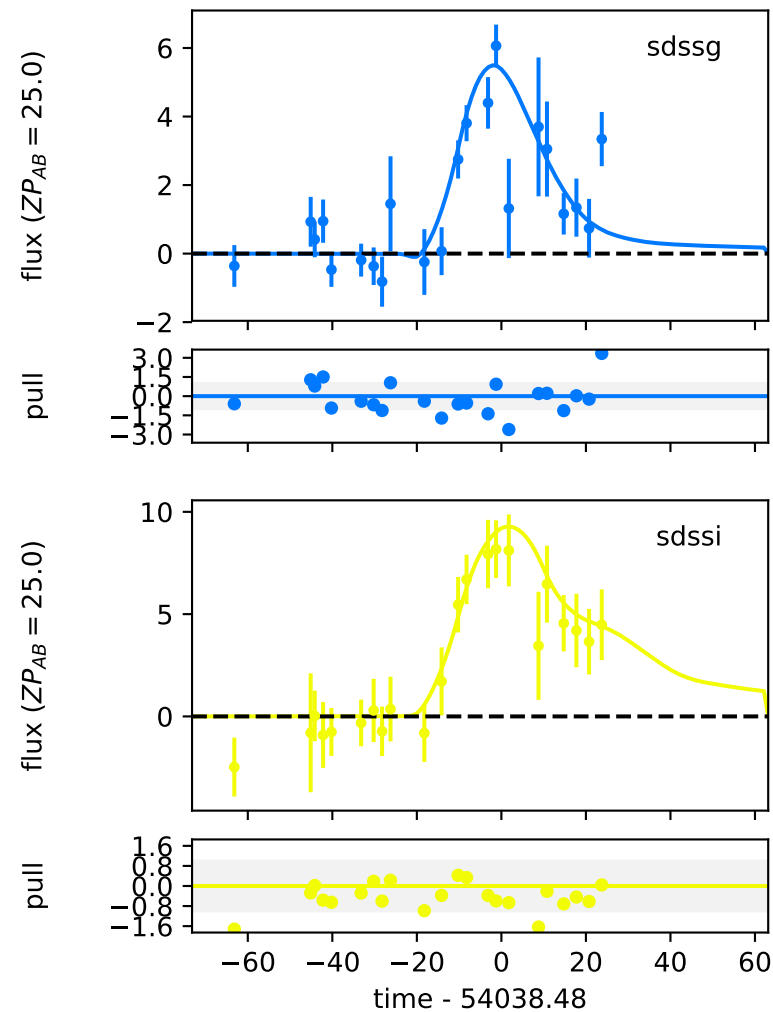 sdssg
flux (ZP_AB = 25.0)
6
4
2
0
−2
pull
3.0
1.5
0.0
−1.5
−3.0
sdssi
flux (ZP_AB = 25.0)
10
5
0
pull
1.6
0.8
0.0
−0.8
−1.6
−60 −40 −20 0 20 40 60
time - 54038.48